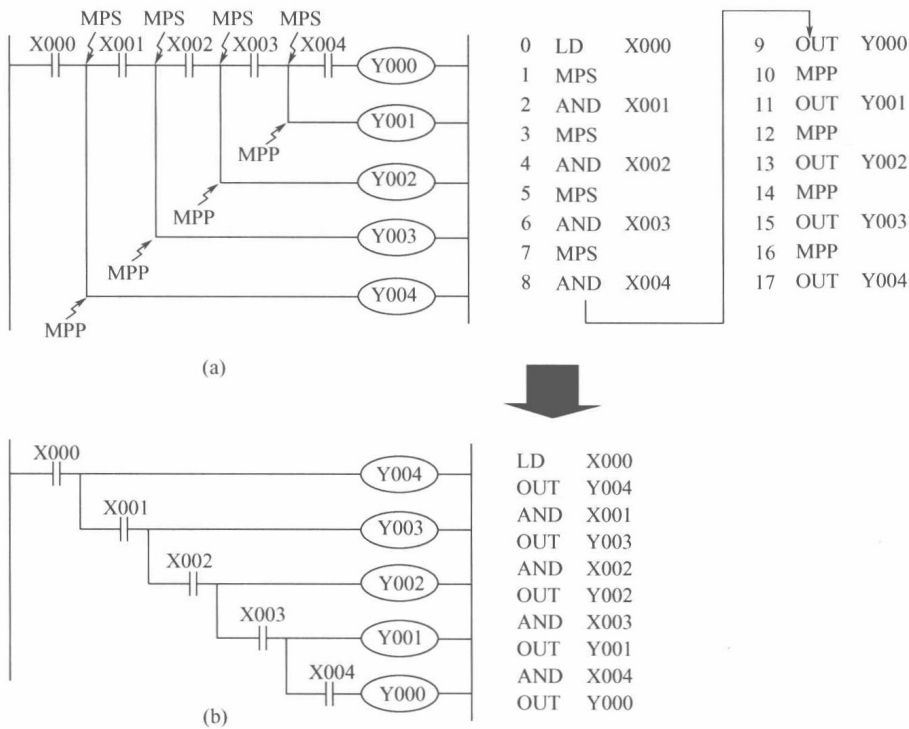 MPS MPS MPS MPS
X000 X001 X002 X003 X004
Y000
Y001
MPP
Y002
MPP
Y003
MPP
Y004
MPP
(a)
0 LD X000
1 MPS
2 AND X001
3 MPS
4 AND X002
5 MPS
6 AND X003
7 MPS
8 AND X004
9 OUT Y000
10 MPP
11 OUT Y001
12 MPP
13 OUT Y002
14 MPP
15 OUT Y003
16 MPP
17 OUT Y004
X000
Y004
X001
Y003
X002
Y002
X003
Y001
X004
Y000
(b)
LD X000
OUT Y004
AND X001
OUT Y003
AND X002
OUT Y002
AND X003
OUT Y001
AND X004
OUT Y000